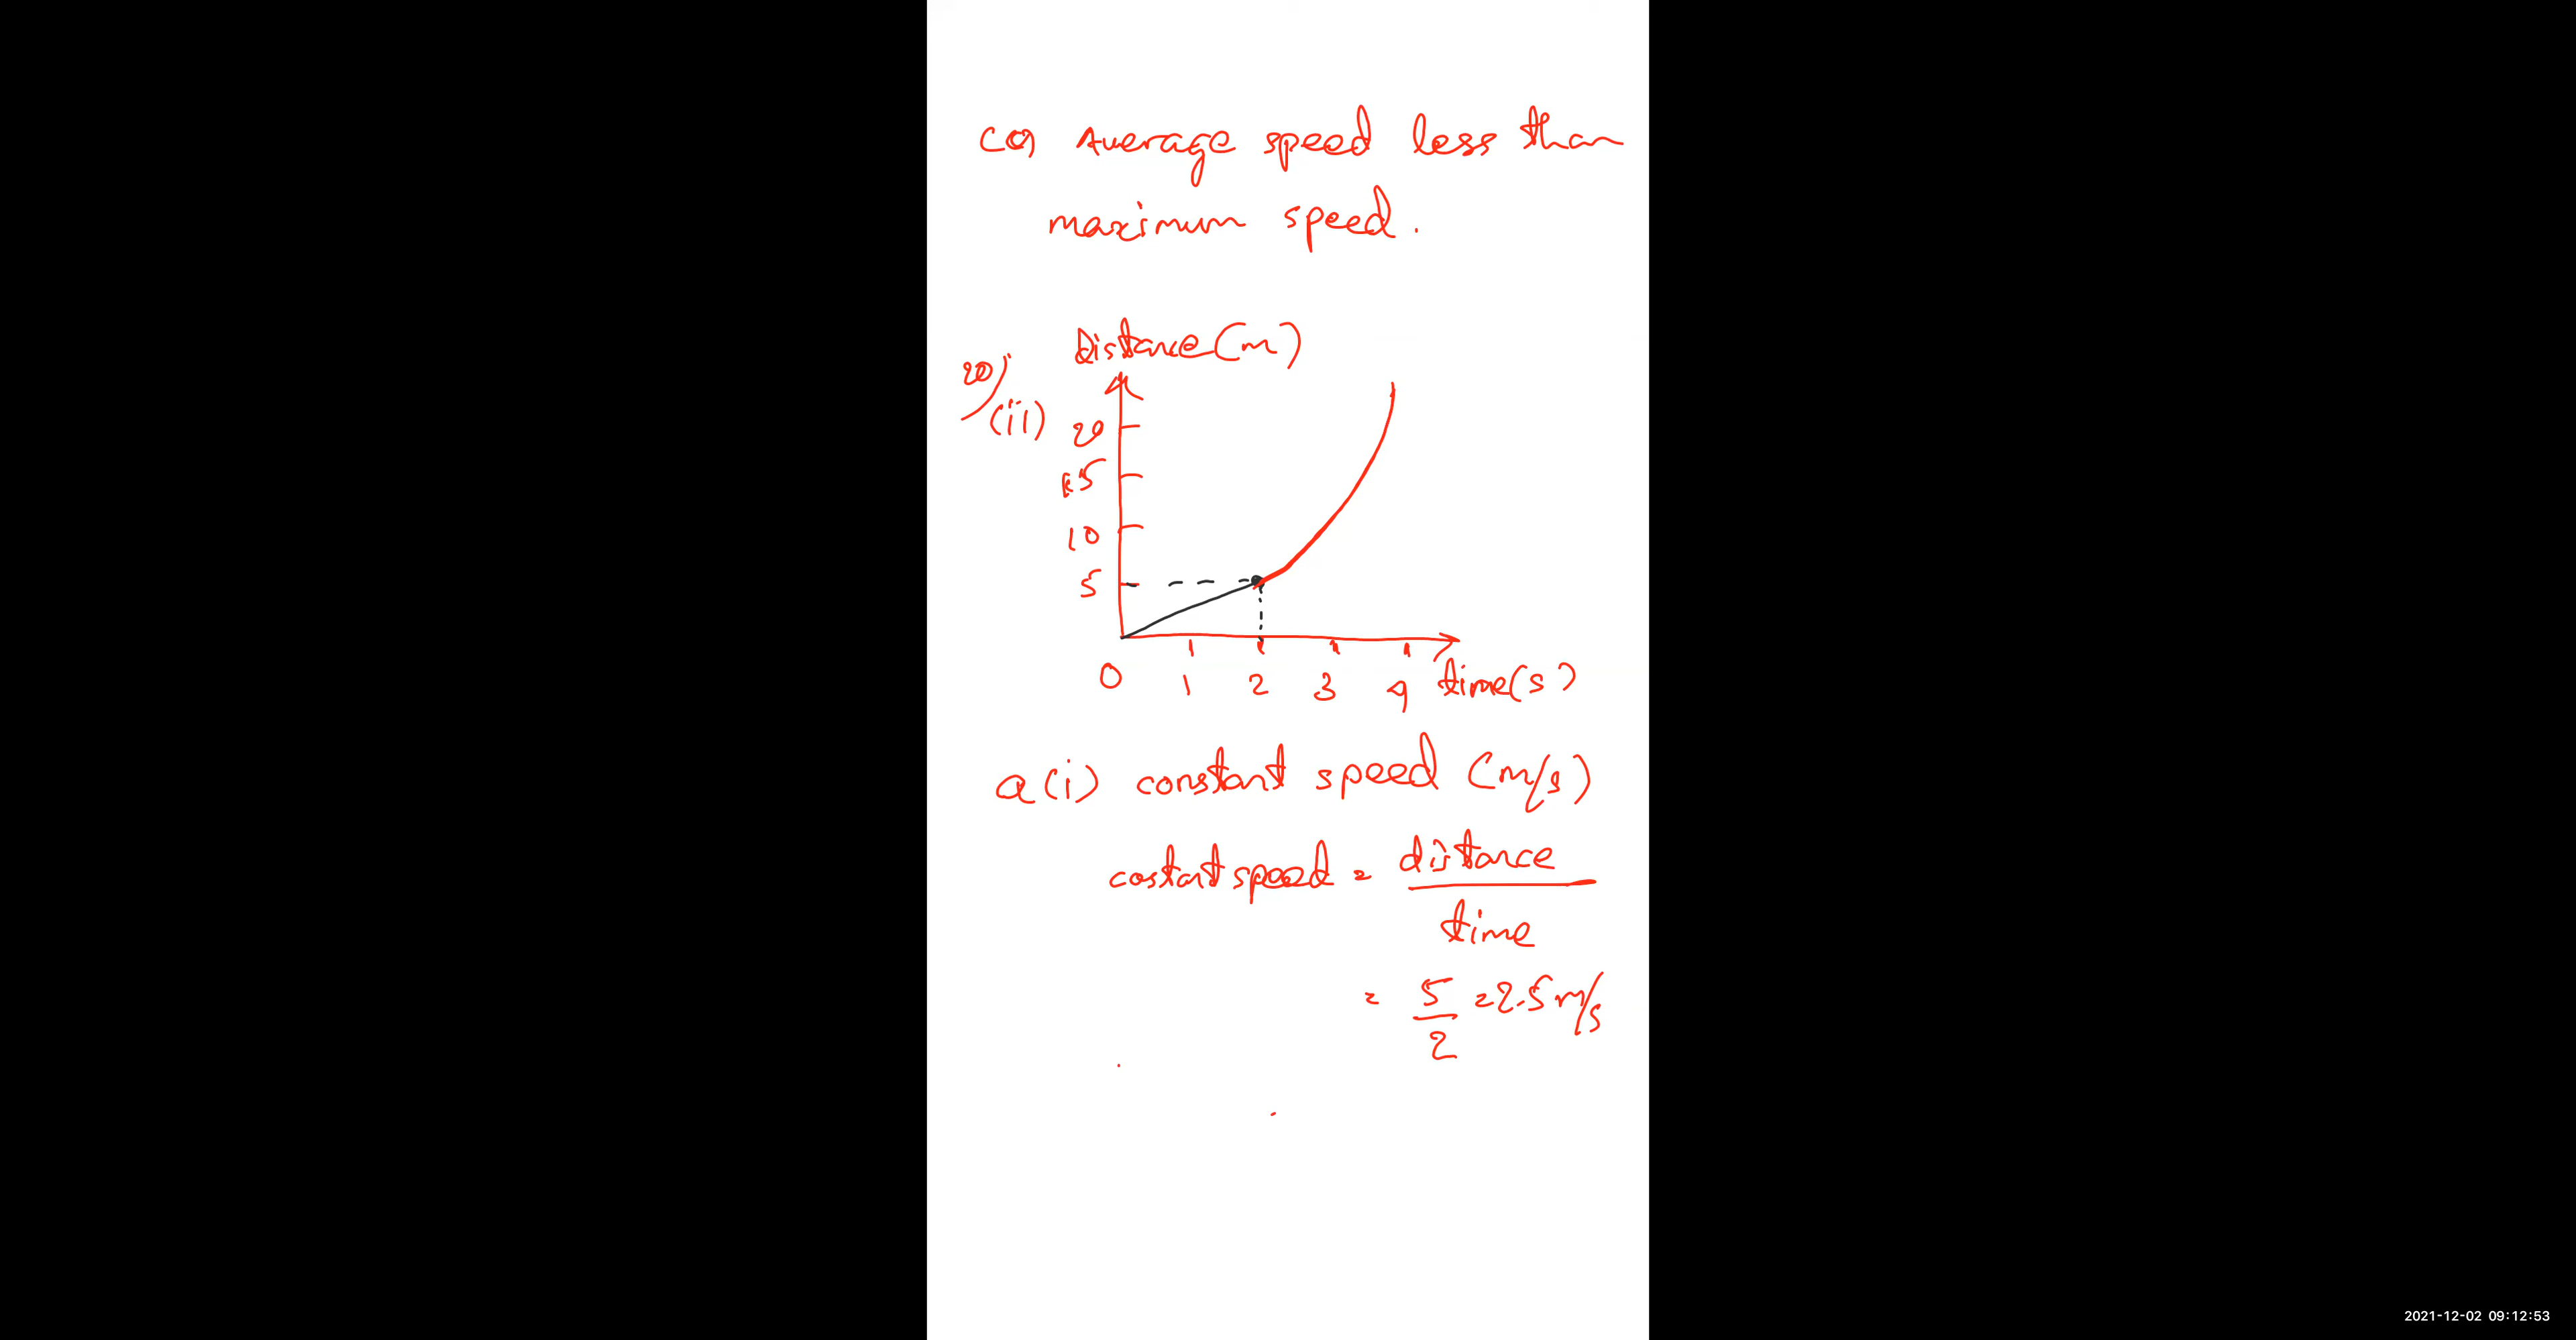 (c) Average speed less than
maximum speed.
Distance (m)
20)
(ii)
20
15
10
5
0 1 2 3 4 time(s)
a(i) constant speed (m/s)
costant speed = distance
time
= 5 = 2.5 m/s
2
2021-12-02 09:12:53